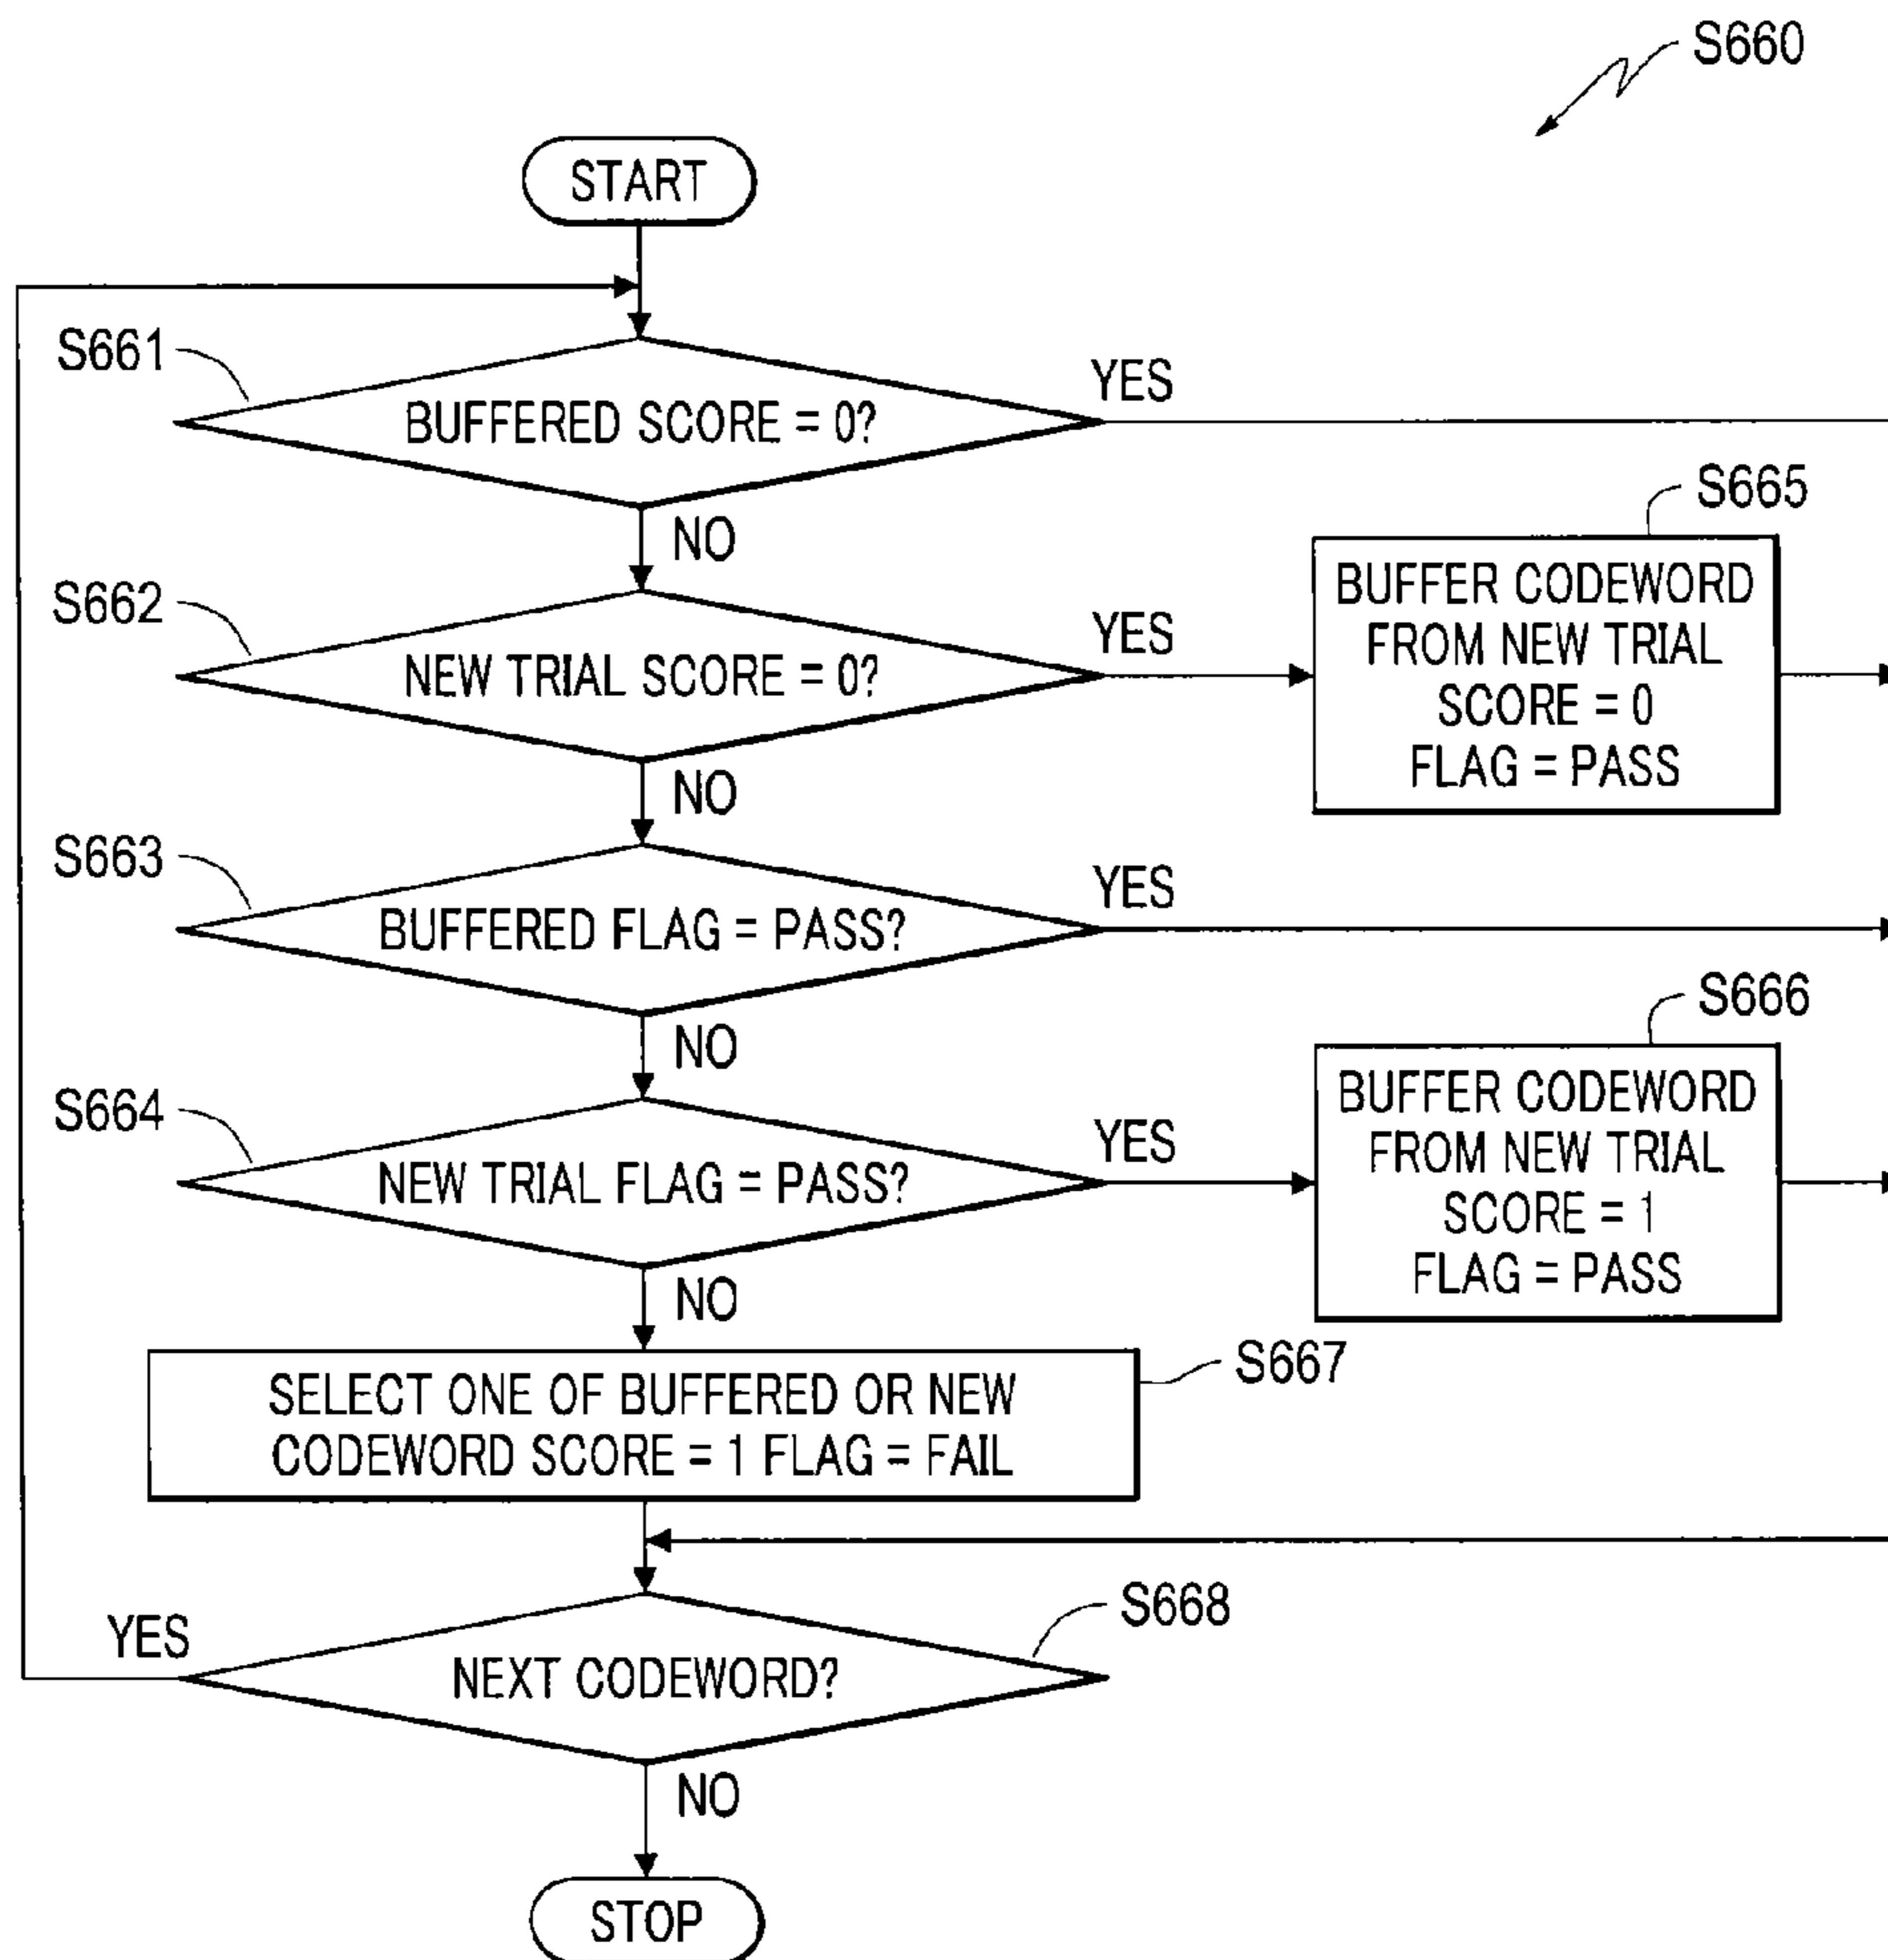 S660
START
S661
BUFFERED SCORE = 0?
YES
NO
S662
NEW TRIAL SCORE = 0?
YES
S665
BUFFER CODEWORD
FROM NEW TRIAL
SCORE = 0
FLAG = PASS
NO
S663
BUFFERED FLAG = PASS?
YES
NO
S664
NEW TRIAL FLAG = PASS?
YES
S666
BUFFER CODEWORD
FROM NEW TRIAL
SCORE = 1
FLAG = PASS
NO
S667
SELECT ONE OF BUFFERED OR NEW
CODEWORD SCORE = 1 FLAG = FAIL
S668
YES
NEXT CODEWORD?
NO
STOP